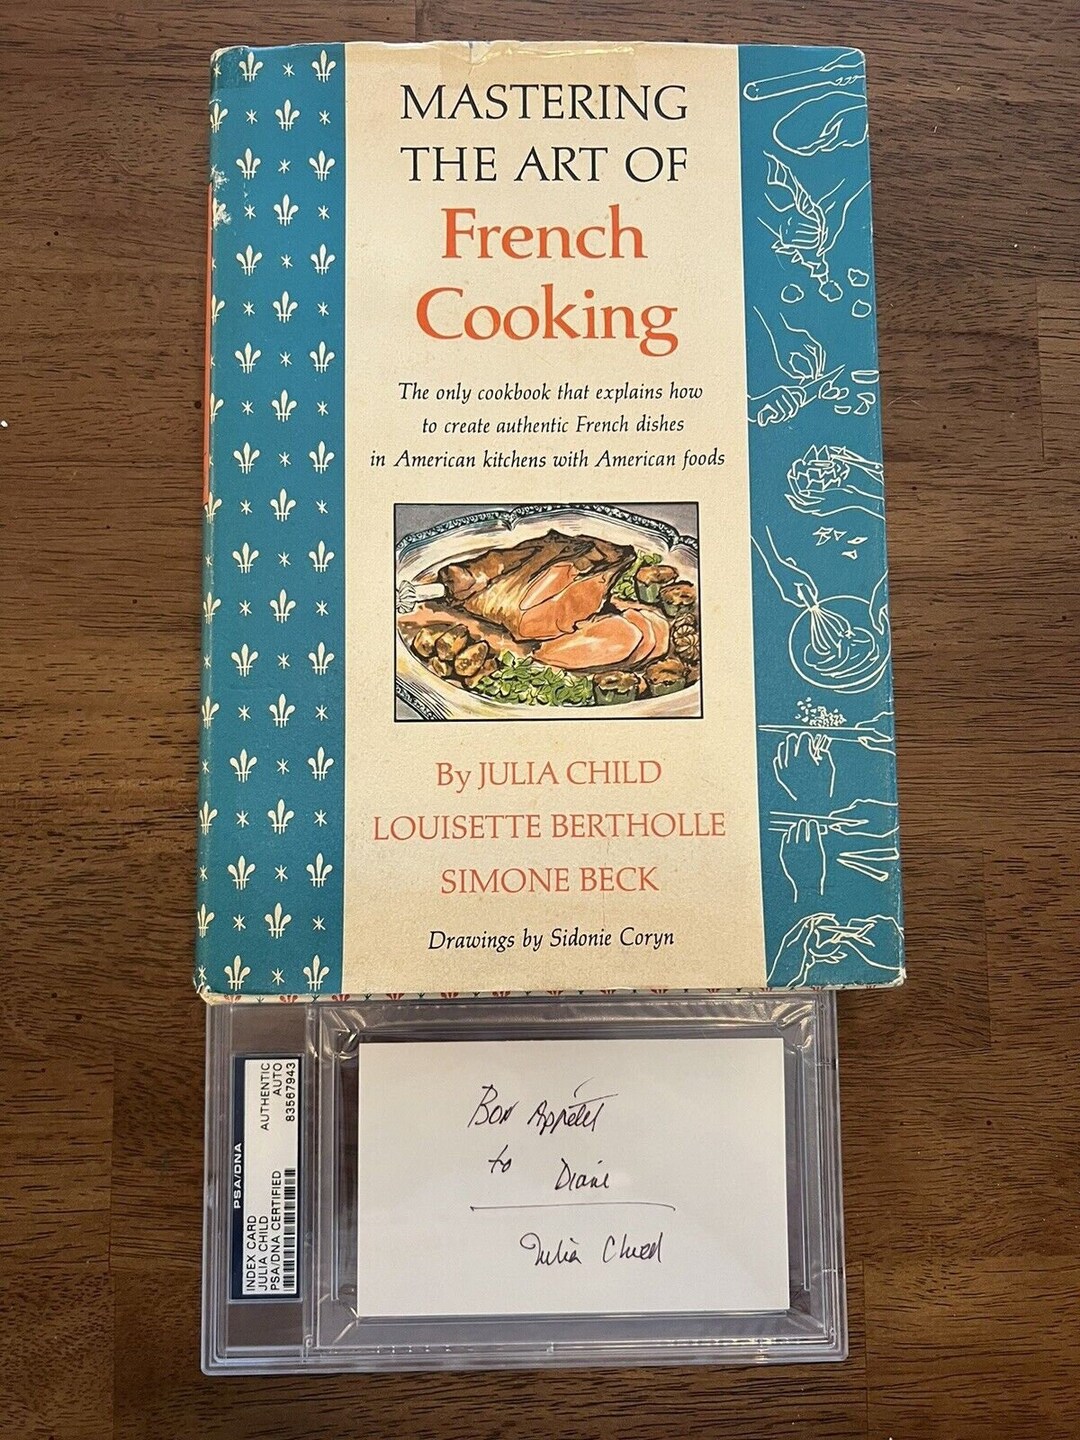 MASTERING
THE ART OF
French
Cooking
The only cookbook that explains how
to create authentic French dishes
in American kitchens with American foods
By JULIA CHILD
LOUISETTE BERTHOLLE
SIMONE BECK
Drawings by Sidonie Coryn
PSA/DNA
INDEX CARD
JULIA CHILD
PSA/DNA CERTIFIED
AUTHENTIC
AUTO
83567943
Bon Appétit
to Diane
Julia Child